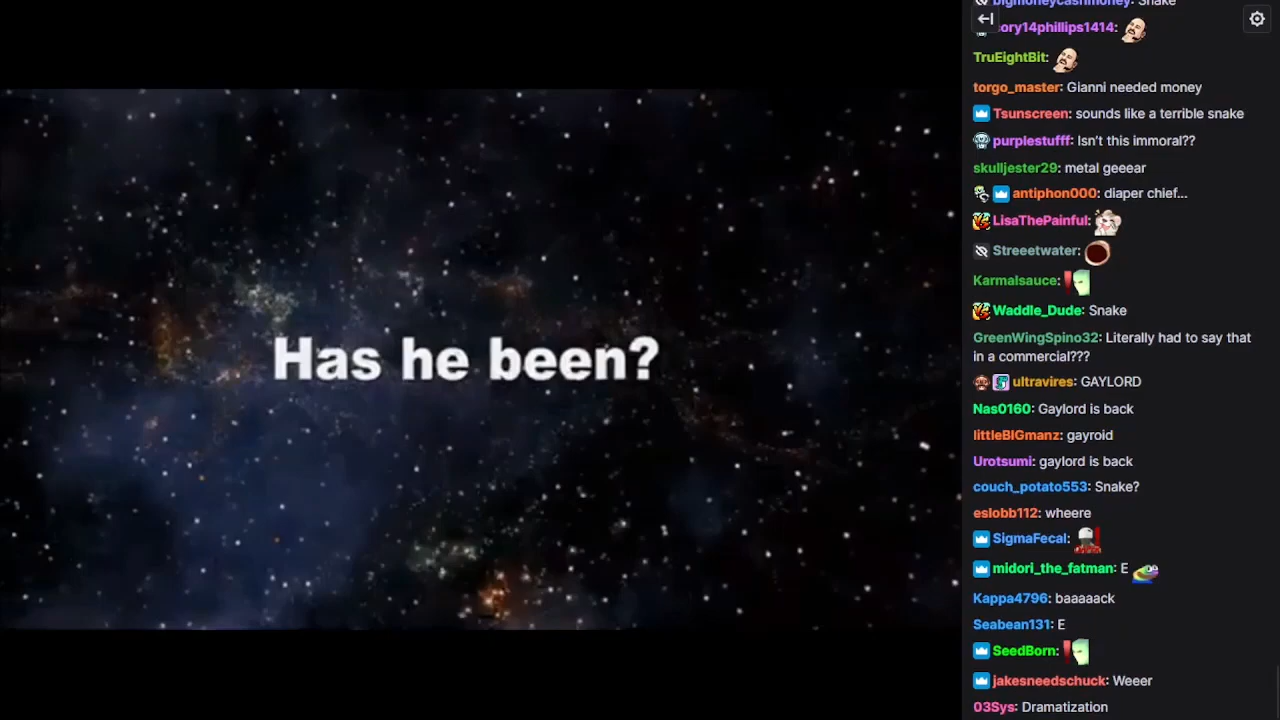 Has he been?
bigmoneycashmoney: Snake
ory14phillips1414:
TruEightBit:
torgo_master: Gianni needed money
Tsunscreen: sounds like a terrible snake
purplestufff: Isn't this immoral??
skulljester29: metal geeear
antiphon000: diaper chief...
LisaThePainful:
Streeetwater:
Karmalsauce:
Waddle_Dude: Snake
GreenWingSpino32: Literally had to say that
in a commercial???
ultravires: GAYLORD
Nas0160: Gaylord is back
littleBIGmanz: gayroid
Urotsumi: gaylord is back
couch_potato553: Snake?
eslobb112: wheere
SigmaFecal:
midori_the_fatman: E
Kappa4796: baaaaack
Seabean131: E
SeedBorn:
jakesneedschuck: Weeer
03Sys: Dramatization